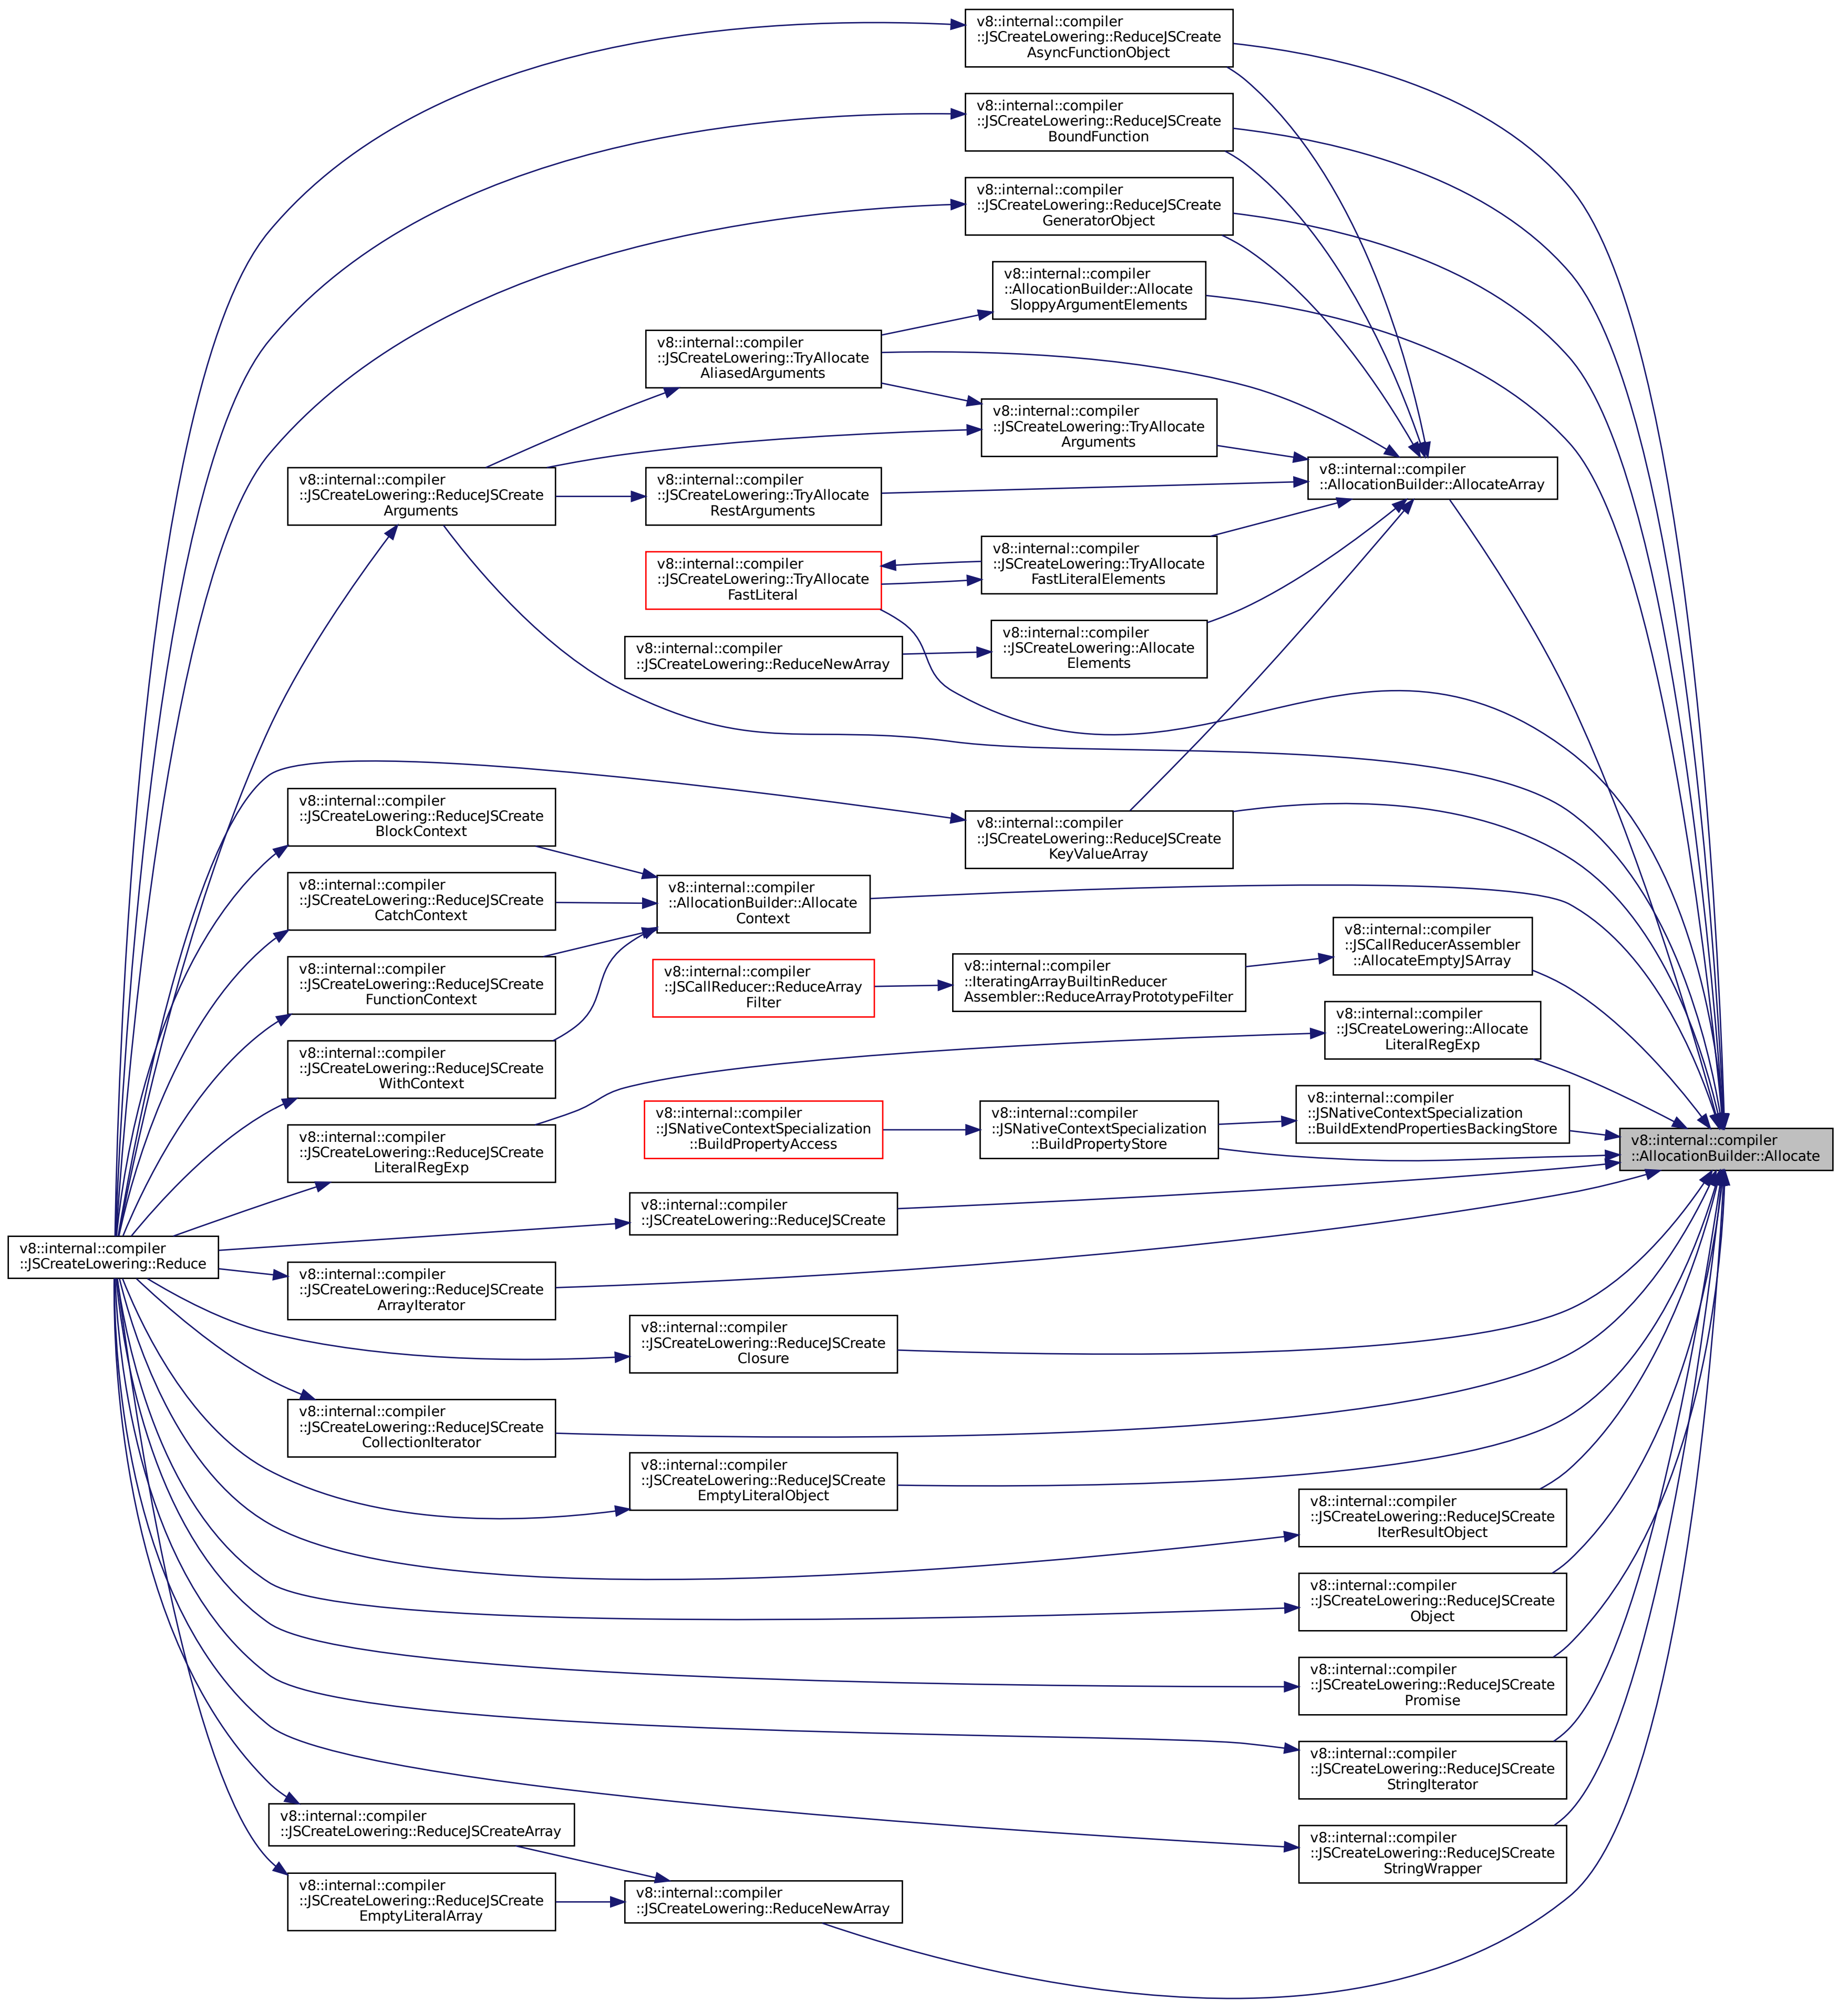 v8::internal::compiler
::JSCreateLowering::ReduceJSCreate
AsyncFunctionObject
v8::internal::compiler
::JSCreateLowering::ReduceJSCreate
BoundFunction
v8::internal::compiler
::JSCreateLowering::ReduceJSCreate
GeneratorObject
v8::internal::compiler
::AllocationBuilder::Allocate
SloppyArgumentElements
v8::internal::compiler
::JSCreateLowering::TryAllocate
AliasedArguments
v8::internal::compiler
::JSCreateLowering::TryAllocate
Arguments
v8::internal::compiler
::AllocationBuilder::AllocateArray
v8::internal::compiler
::JSCreateLowering::ReduceJSCreate
Arguments
v8::internal::compiler
::JSCreateLowering::TryAllocate
RestArguments
v8::internal::compiler
::JSCreateLowering::TryAllocate
FastLiteralElements
v8::internal::compiler
::JSCreateLowering::TryAllocate
FastLiteral
v8::internal::compiler
::JSCreateLowering::Allocate
Elements
v8::internal::compiler
::JSCreateLowering::ReduceNewArray
v8::internal::compiler
::JSCreateLowering::ReduceJSCreate
BlockContext
v8::internal::compiler
::JSCreateLowering::ReduceJSCreate
KeyValueArray
v8::internal::compiler
::JSCreateLowering::ReduceJSCreate
CatchContext
v8::internal::compiler
::AllocationBuilder::Allocate
Context
v8::internal::compiler
::JSCallReducerAssembler
::AllocateEmptyJSArray
v8::internal::compiler
::JSCreateLowering::ReduceJSCreate
FunctionContext
v8::internal::compiler
::JSCallReducer::ReduceArray
Filter
v8::internal::compiler
::IteratingArrayBuiltinReducer
Assembler::ReduceArrayPrototypeFilter
v8::internal::compiler
::JSCreateLowering::Allocate
LiteralRegExp
v8::internal::compiler
::JSCreateLowering::ReduceJSCreate
WithContext
v8::internal::compiler
::JSNativeContextSpecialization
::BuildExtendPropertiesBackingStore
v8::internal::compiler
::JSNativeContextSpecialization
::BuildPropertyAccess
v8::internal::compiler
::JSNativeContextSpecialization
::BuildPropertyStore
v8::internal::compiler
::JSCreateLowering::ReduceJSCreate
LiteralRegExp
v8::internal::compiler
::AllocationBuilder::Allocate
v8::internal::compiler
::JSCreateLowering::ReduceJSCreate
v8::internal::compiler
::JSCreateLowering::Reduce
v8::internal::compiler
::JSCreateLowering::ReduceJSCreate
ArrayIterator
v8::internal::compiler
::JSCreateLowering::ReduceJSCreate
Closure
v8::internal::compiler
::JSCreateLowering::ReduceJSCreate
CollectionIterator
v8::internal::compiler
::JSCreateLowering::ReduceJSCreate
EmptyLiteralObject
v8::internal::compiler
::JSCreateLowering::ReduceJSCreate
IterResultObject
v8::internal::compiler
::JSCreateLowering::ReduceJSCreate
Object
v8::internal::compiler
::JSCreateLowering::ReduceJSCreate
Promise
v8::internal::compiler
::JSCreateLowering::ReduceJSCreate
StringIterator
v8::internal::compiler
::JSCreateLowering::ReduceJSCreateArray
v8::internal::compiler
::JSCreateLowering::ReduceJSCreate
StringWrapper
v8::internal::compiler
::JSCreateLowering::ReduceJSCreate
EmptyLiteralArray
v8::internal::compiler
::JSCreateLowering::ReduceNewArray